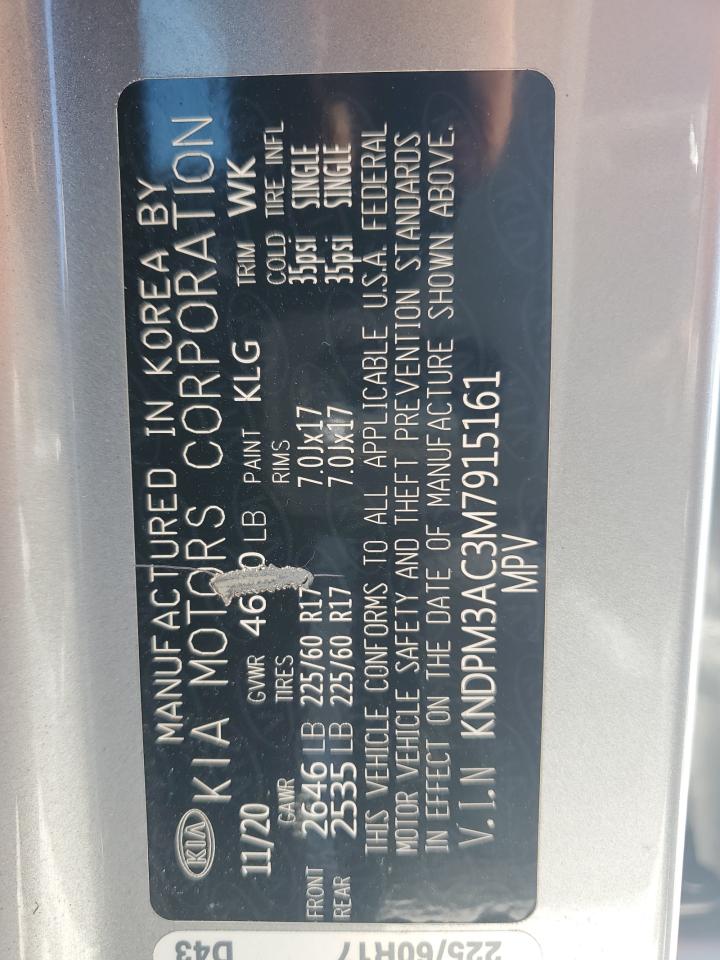 KIA MANUFACTURED IN KOREA BY
KIA MOTORS CORPORATION
11/20 GVWR LB PAINT KLG TRIM WK
GAWR TIRES RIMS COLD TIRE INFL
FRONT 2646 LB 225/60 R17 7.0Jx17 35psi SINGLE
REAR 2535 LB 225/60 R17 7.0Jx17 35psi SINGLE
THIS VEHICLE CONFORMS TO ALL APPLICABLE U.S.A. FEDERAL
MOTOR VEHICLE SAFETY AND THEFT PREVENTION STANDARDS
IN EFFECT ON THE DATE OF MANUFACTURE SHOWN ABOVE.
V.I.N KNDPM3AC3M7915161
MPV
225/60R17
D43